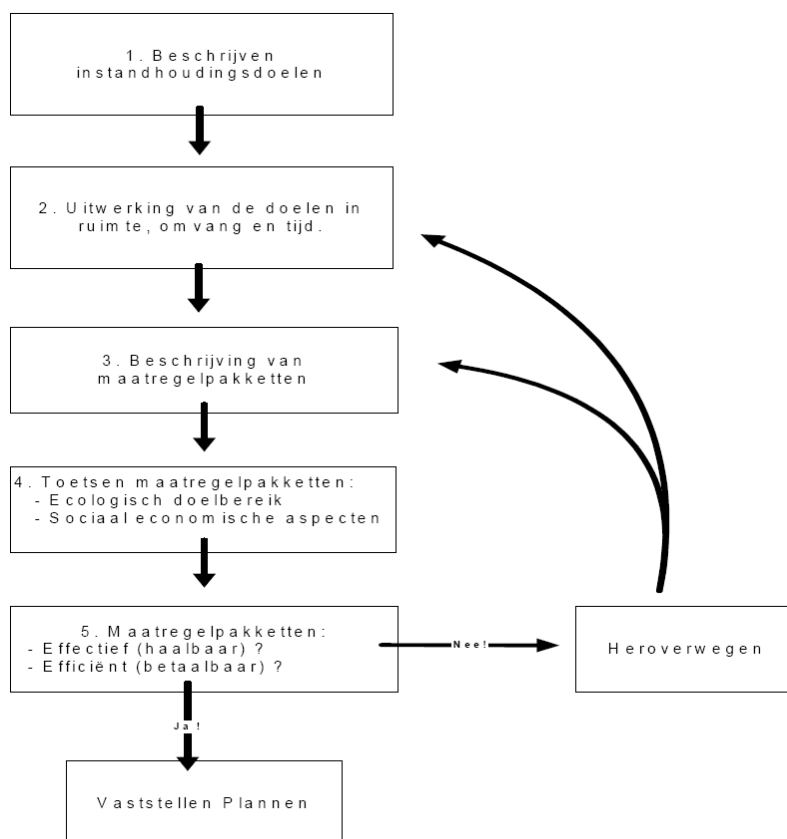 1. Beschrijven
instandhoudingsdoelen
2. Uitwerking van de doelen in
ruimte, omvang en tijd.
3. Beschrijving van
maatregelpakketten
4. Toetsen maatregelpakketten:
- Ecologisch doelbereik
- Sociaal economische aspecten
5. Maatregelpakketten:
- Effectief (haalbaar) ?
- Efficiënt (betaalbaar) ?
Nee!
Heroverwegen
Ja!
Vaststellen Plannen